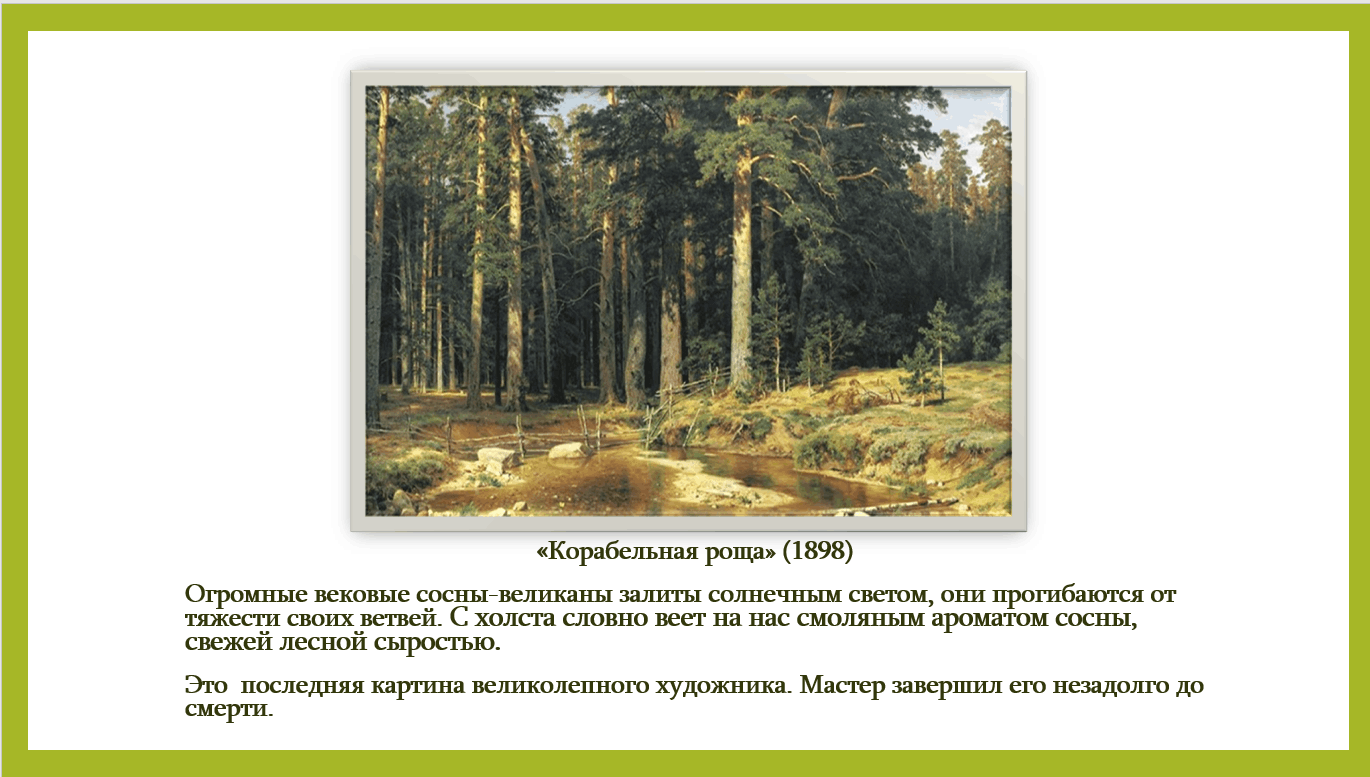 «Корабельная роща» (1898)
Огромные вековые сосны-великаны залиты солнечным светом, они прогибаются от
тяжести своих ветвей. С холста словно веет на нас смоляным ароматом сосны,
свежей лесной сыростью.
Это  последняя картина великолепного художника. Мастер завершил его незадолго до
смерти.